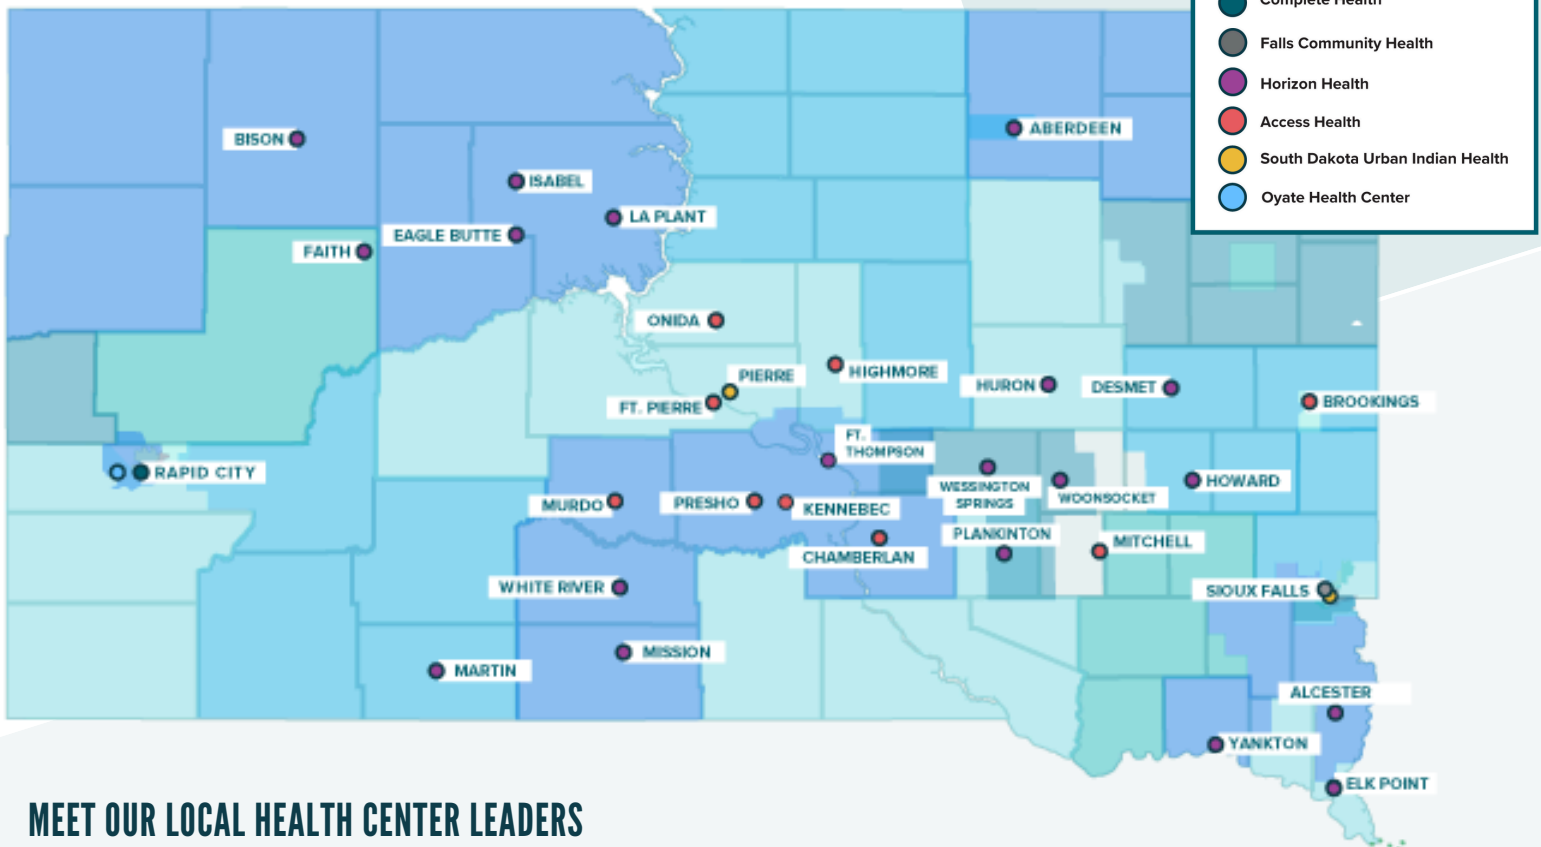 Complete Health
Falls Community Health
Horizon Health
Access Health
South Dakota Urban Indian Health
Oyate Health Center
BISON
ABERDEEN
ISABEL
LA PLANT
EAGLE BUTTE
FAITH
ONIDA
PIERRE
HIGHMORE
FT. PIERRE
HURON
DESMET
BROOKINGS
FT.
THOMPSON
RAPID CITY
WESSINGTON
SPRINGS
WOONSOCKET
HOWARD
MURDO
PRESHO
KENNEBEC
CHAMBERLAN
PLANKINTON
MITCHELL
WHITE RIVER
SIOUX FALLS
MISSION
MARTIN
ALCESTER
YANKTON
ELK POINT
MEET OUR LOCAL HEALTH CENTER LEADERS